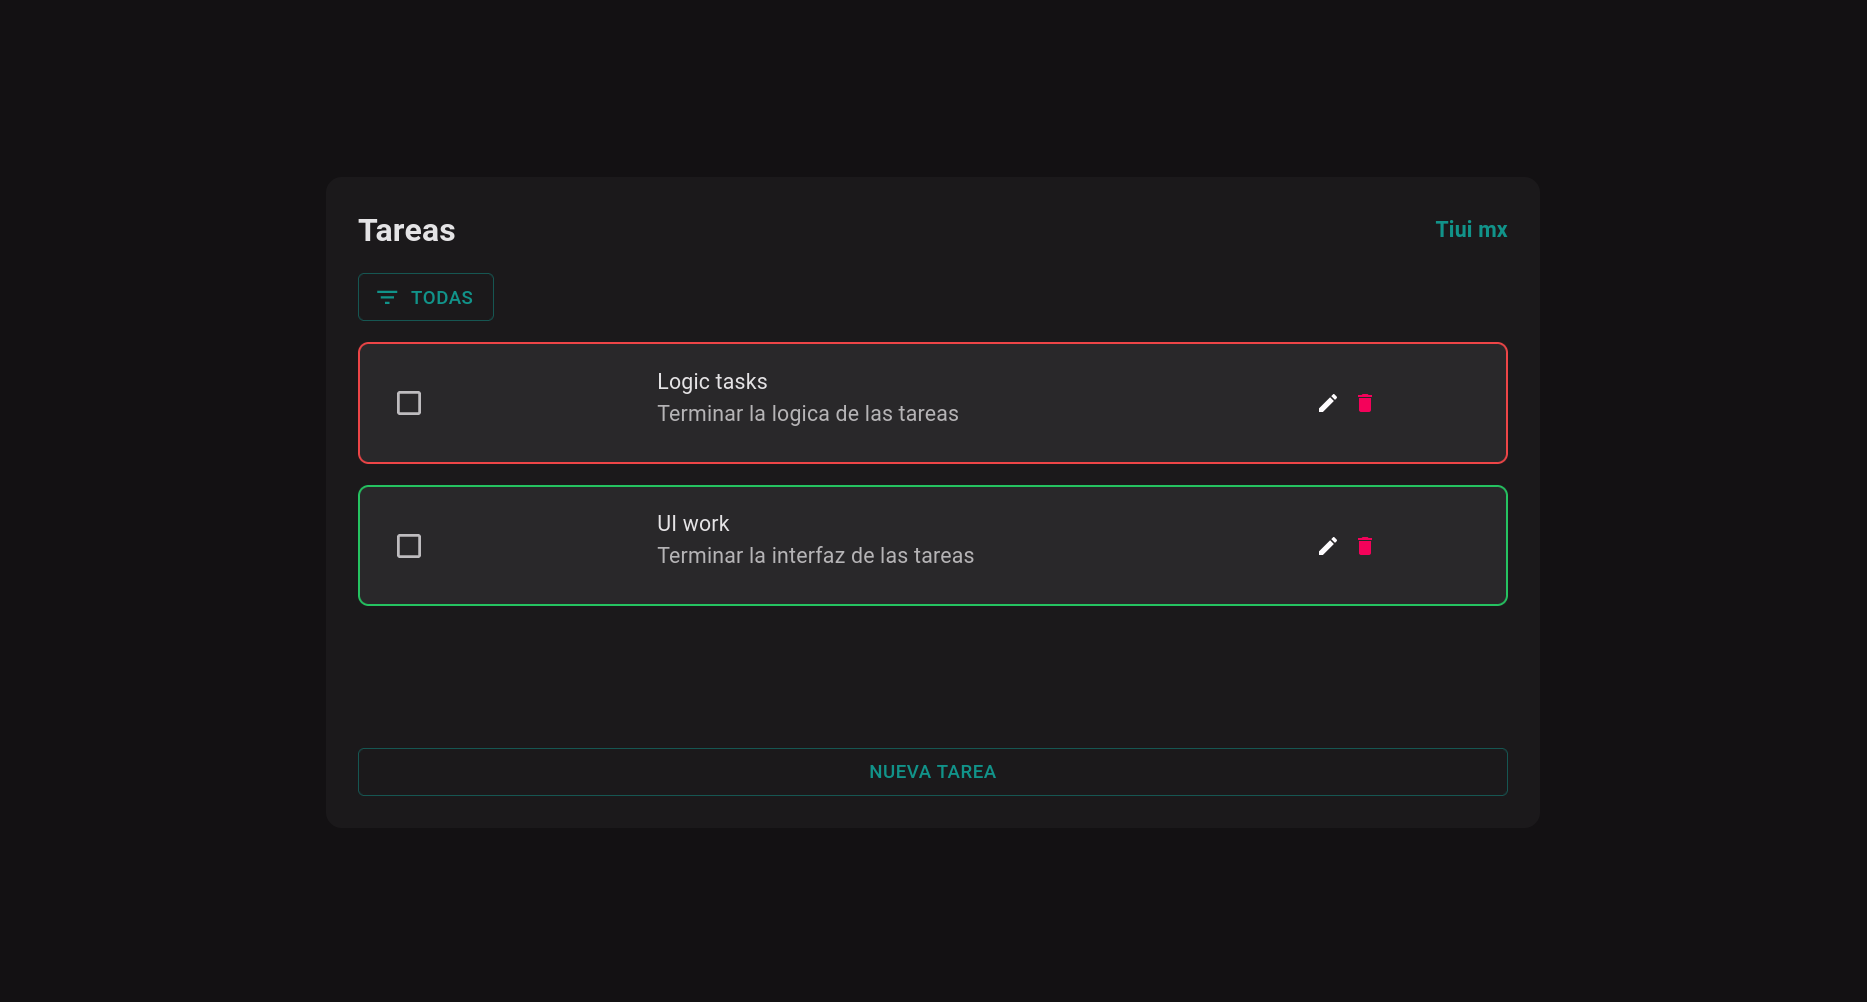 Tareas
Tiui mx
TODAS
Logic tasks
Terminar la logica de las tareas
UI work
Terminar la interfaz de las tareas
NUEVA TAREA